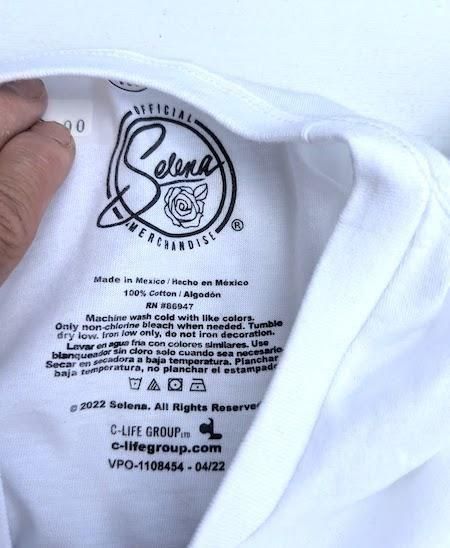 .00
OFFICIAL
Selena
MERCHANDISE ®
Made in Mexico / Hecho en México
100% Cotton / Algodón
RN #86947
Machine wash cold with like colors.
Only non-chlorine bleach when needed. Tumble
dry low. Iron low only, do not iron decoration.
Lavar en agua fria con colores similares. Use
blanqueador sin cloro solo cuando sea necesario.
Secar en secadora a baja temperatura. Planchar
baja temperatura, no planchar el estampado
© 2022 Selena. All Rights Reserve
C-LIFE GROUP LTD
c-lifegroup.com
VPO-1108454 - 04/22